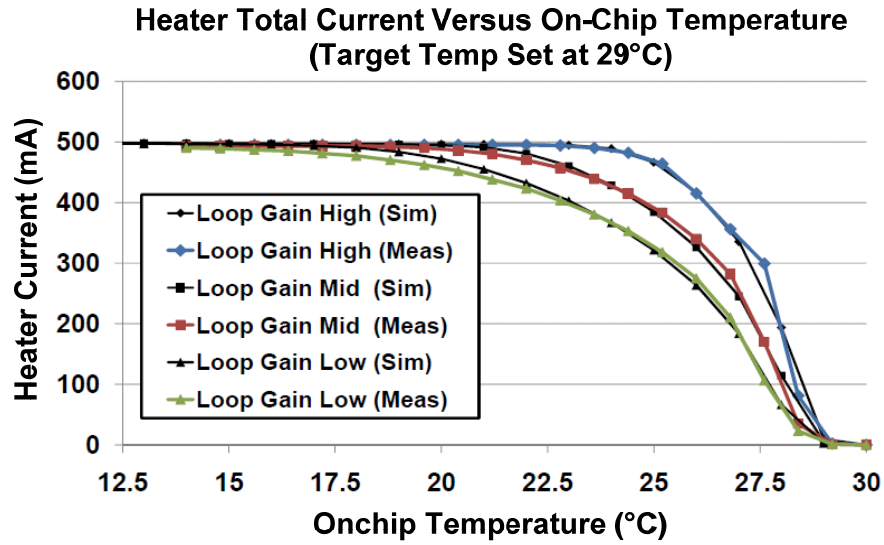 Heater Total Current Versus On-Chip Temperature
(Target Temp Set at 29°C)
600
500
400
300
200
100
0
Heater Current (mA)
Loop Gain High (Sim)
Loop Gain High (Meas)
Loop Gain Mid (Sim)
Loop Gain Mid (Meas)
Loop Gain Low (Sim)
Loop Gain Low (Meas)
12.5 15 17.5 20 22.5 25 27.5 30
Onchip Temperature (°C)